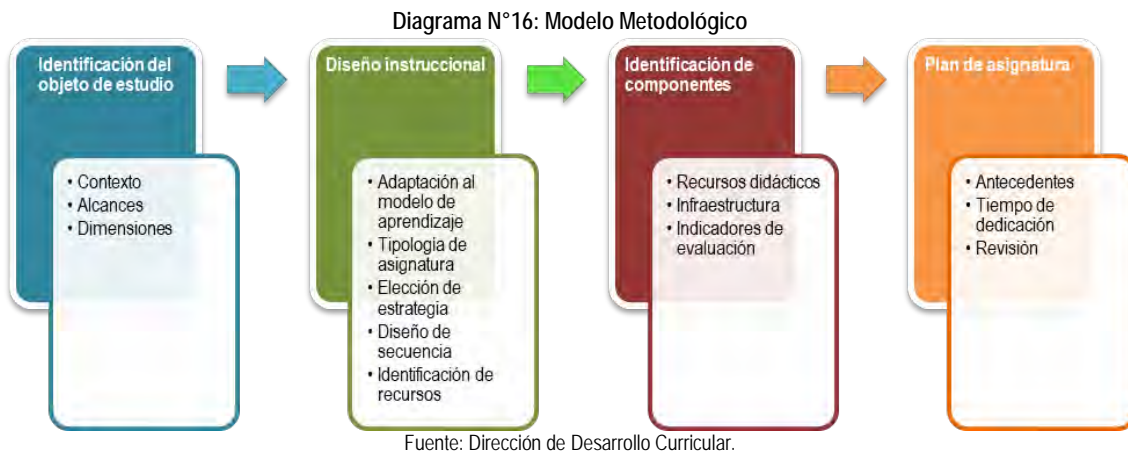 Diagrama N°16: Modelo Metodológico
Identificación del
objeto de estudio
• Contexto
• Alcances
• Dimensiones
Diseño instruccional
• Adaptación al
modelo de
aprendizaje
• Tipología de
asignatura
• Elección de
estrategia
• Diseño de
secuencia
• Identificación de
recursos
Identificación de
componentes
• Recursos didácticos
• Infraestructura
• Indicadores de
evaluación
Plan de asignatura
• Antecedentes
• Tiempo de
dedicación
• Revisión
Fuente: Dirección de Desarrollo Curricular.